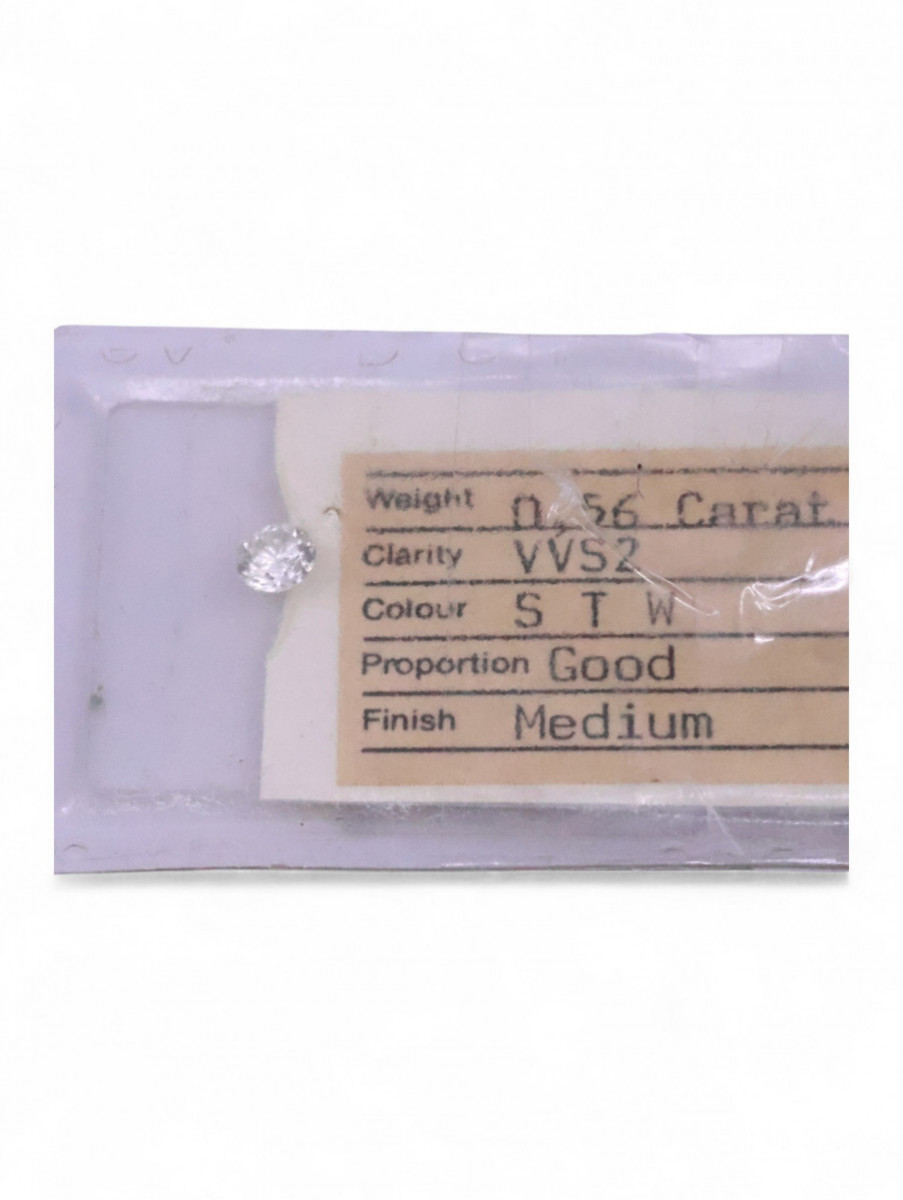 Weight 0,56 Carat
Clarity VVS2
Colour S T W
Proportion Good
Finish Medium